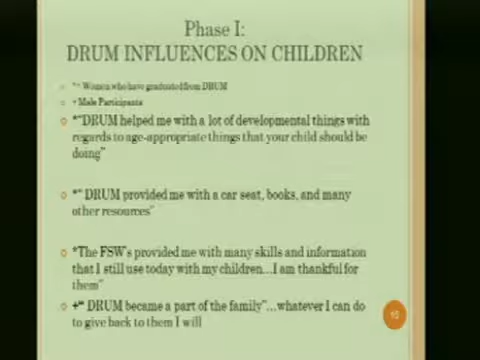 Phase I:
DRUM INFLUENCES ON CHILDREN
*= Women who have graduated from DRUM
+ Male Participants
*"DRUM helped me with a lot of developmental things with
regards to age-appropriate things that your child should be
doing"
*" DRUM provided me with a car seat, books, and many
other resources"
*The FSW's provided me with many skills and information
that I still use today with my children...I am thankful for
them"
+" DRUM became a part of the family"...whatever I can do
to give back to them I will